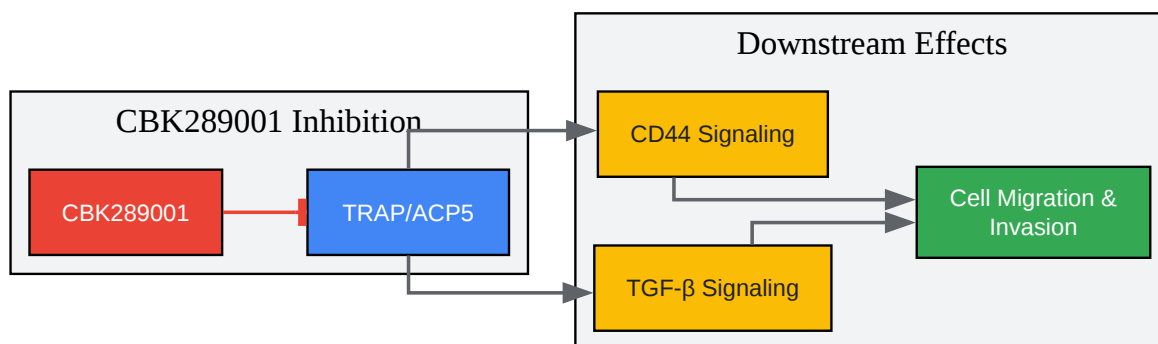 Downstream Effects
CBK289001 Inhibition
CD44 Signaling
CBK289001
TRAP/ACP5
Cell Migration &
Invasion
TGF-β Signaling